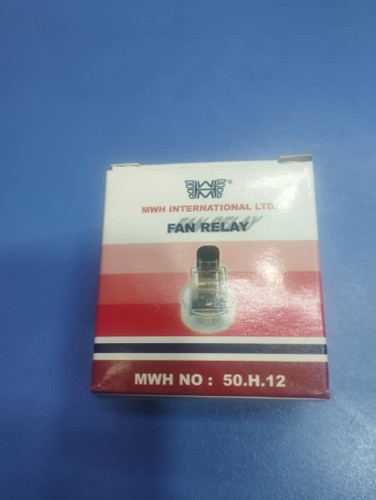 MWH
®
MWH INTERNATIONAL LTD.
FAN RELAY
MWH NO : 50.H.12